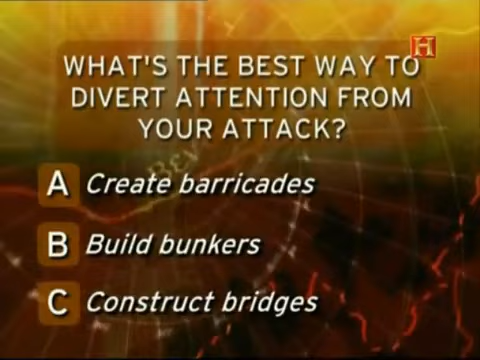 H
WHAT'S THE BEST WAY TO
DIVERT ATTENTION FROM
YOUR ATTACK?
A Create barricades
B Build bunkers
C Construct bridges